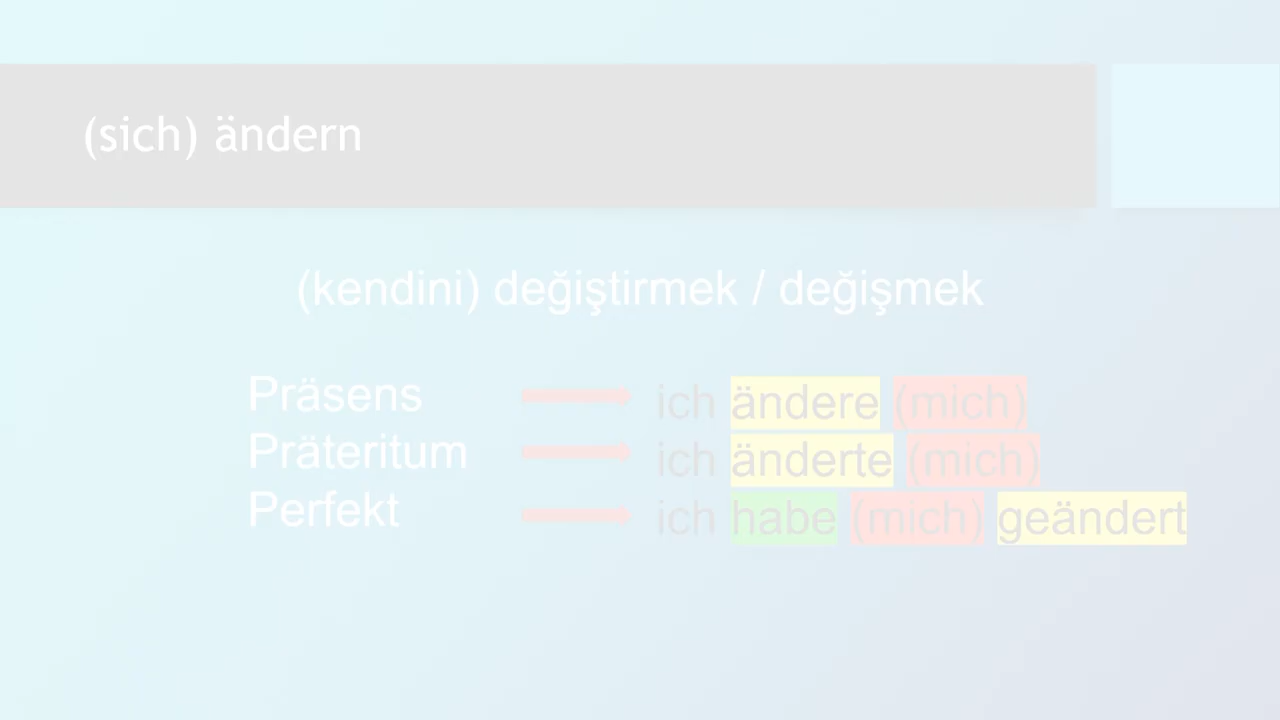 (sich) ändern
(kendini) değiştirmek / değişmek
Präsens ich ändere (mich)
Präteritum ich änderte (mich)
Perfekt ich habe (mich) geändert